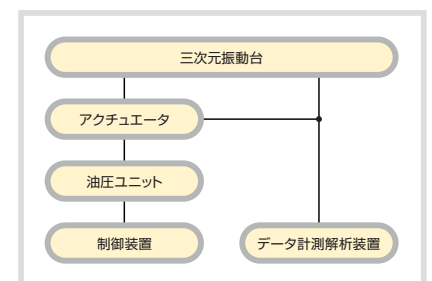 三次元振動台
アクチュエータ
油圧ユニット
制御装置
データ計測解析装置